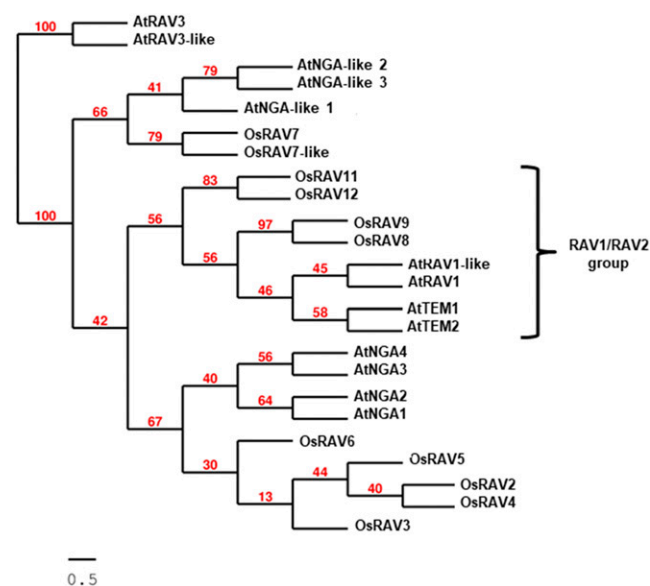 AtRAV3
100
AtRAV3-like
AtNGA-like 2
79
AtNGA-like 3
41
AtNGA-like 1
66
OsRAV7
79
OsRAV7-like
OsRAV11
83
OsRAV12
100
56
OsRAV9
97
OsRAV8
RAV1/RAV2
group
56
AtRAV1-like
45
AtRAV1
46
AtTEM1
58
AtTEM2
42
AtNGA4
56
AtNGA3
40
AtNGA2
64
AtNGA1
67
OsRAV6
30
OsRAV5
44
OsRAV2
40
OsRAV4
13
OsRAV3
0.5